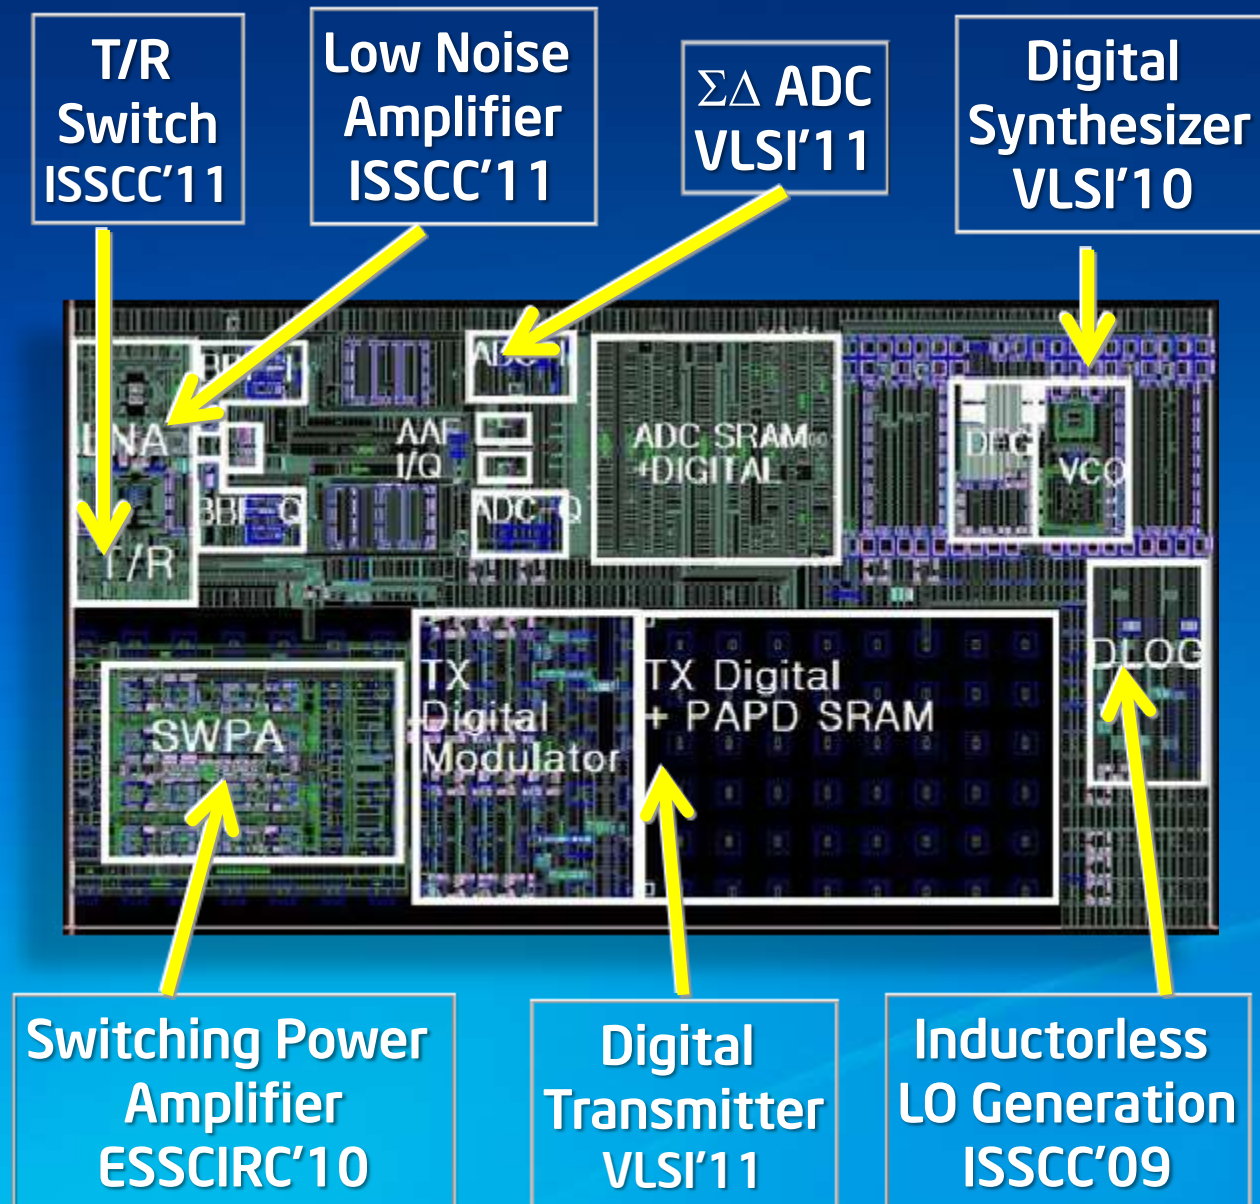 T/R
Switch
ISSCC'11
Low Noise
Amplifier
ISSCC'11
ΣΔ ADC
VLSI'11
Digital
Synthesizer
VLSI'10
LNA
T/R
BBF Q
AAF
I/Q
ADC Q
ADC SRAM
+DIGITAL
VCO
DLOG
SWPA
TX
Digital
Modulator
TX Digital
+ PAPD SRAM
Switching Power
Amplifier
ESSCIRC'10
Digital
Transmitter
VLSI'11
Inductorless
LO Generation
ISSCC'09